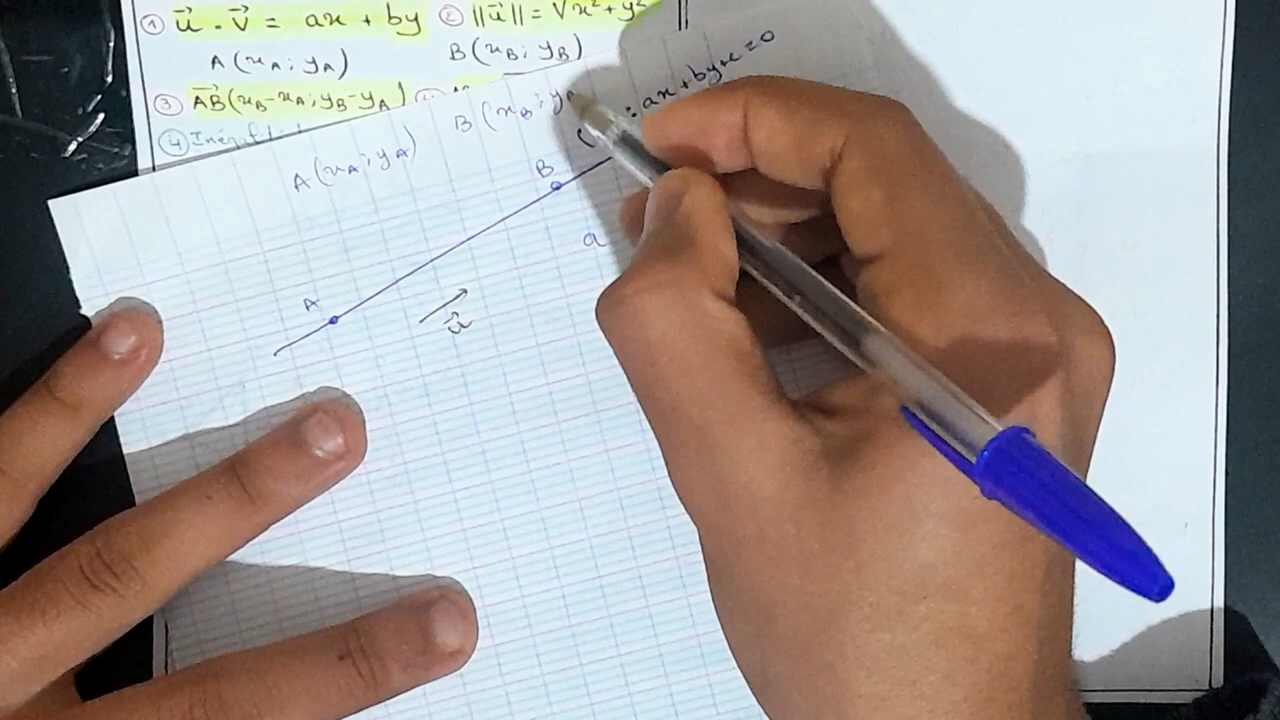 ① u⃗ . v⃗ = ax + by ② ||u⃗|| = √x²+y²
A(xA ; yA) B(xB ; yB)
③ AB⃗(xB-xA ; yB-yA)
④
B(xB ; y
: ax+by+c=0
A(xA ; yA)
B
a
A
u⃗